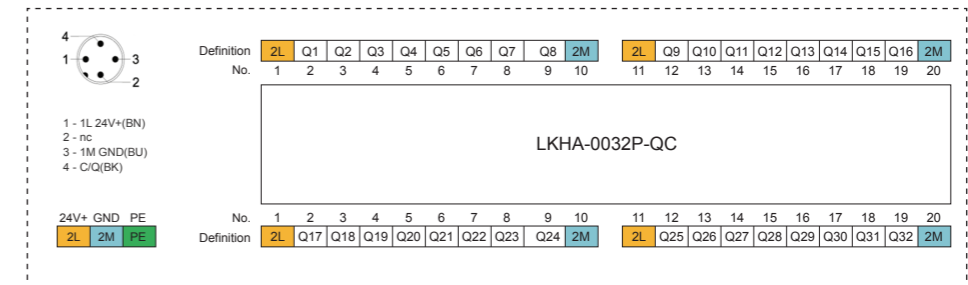 4
1 3
2
1 - 1L 24V+(BN)
2 - nc
3 - 1M GND(BU)
4 - C/Q(BK)
24V+ GND PE
2L 2M PE
Definition 2L Q1 Q2 Q3 Q4 Q5 Q6 Q7 Q8 2M 2L Q9 Q10 Q11 Q12 Q13 Q14 Q15 Q16 2M
No. 1 2 3 4 5 6 7 8 9 10 11 12 13 14 15 16 17 18 19 20
LKHA-0032P-QC
No. 1 2 3 4 5 6 7 8 9 10 11 12 13 14 15 16 17 18 19 20
Definition 2L Q17 Q18 Q19 Q20 Q21 Q22 Q23 Q24 2M 2L Q25 Q26 Q27 Q28 Q29 Q30 Q31 Q32 2M